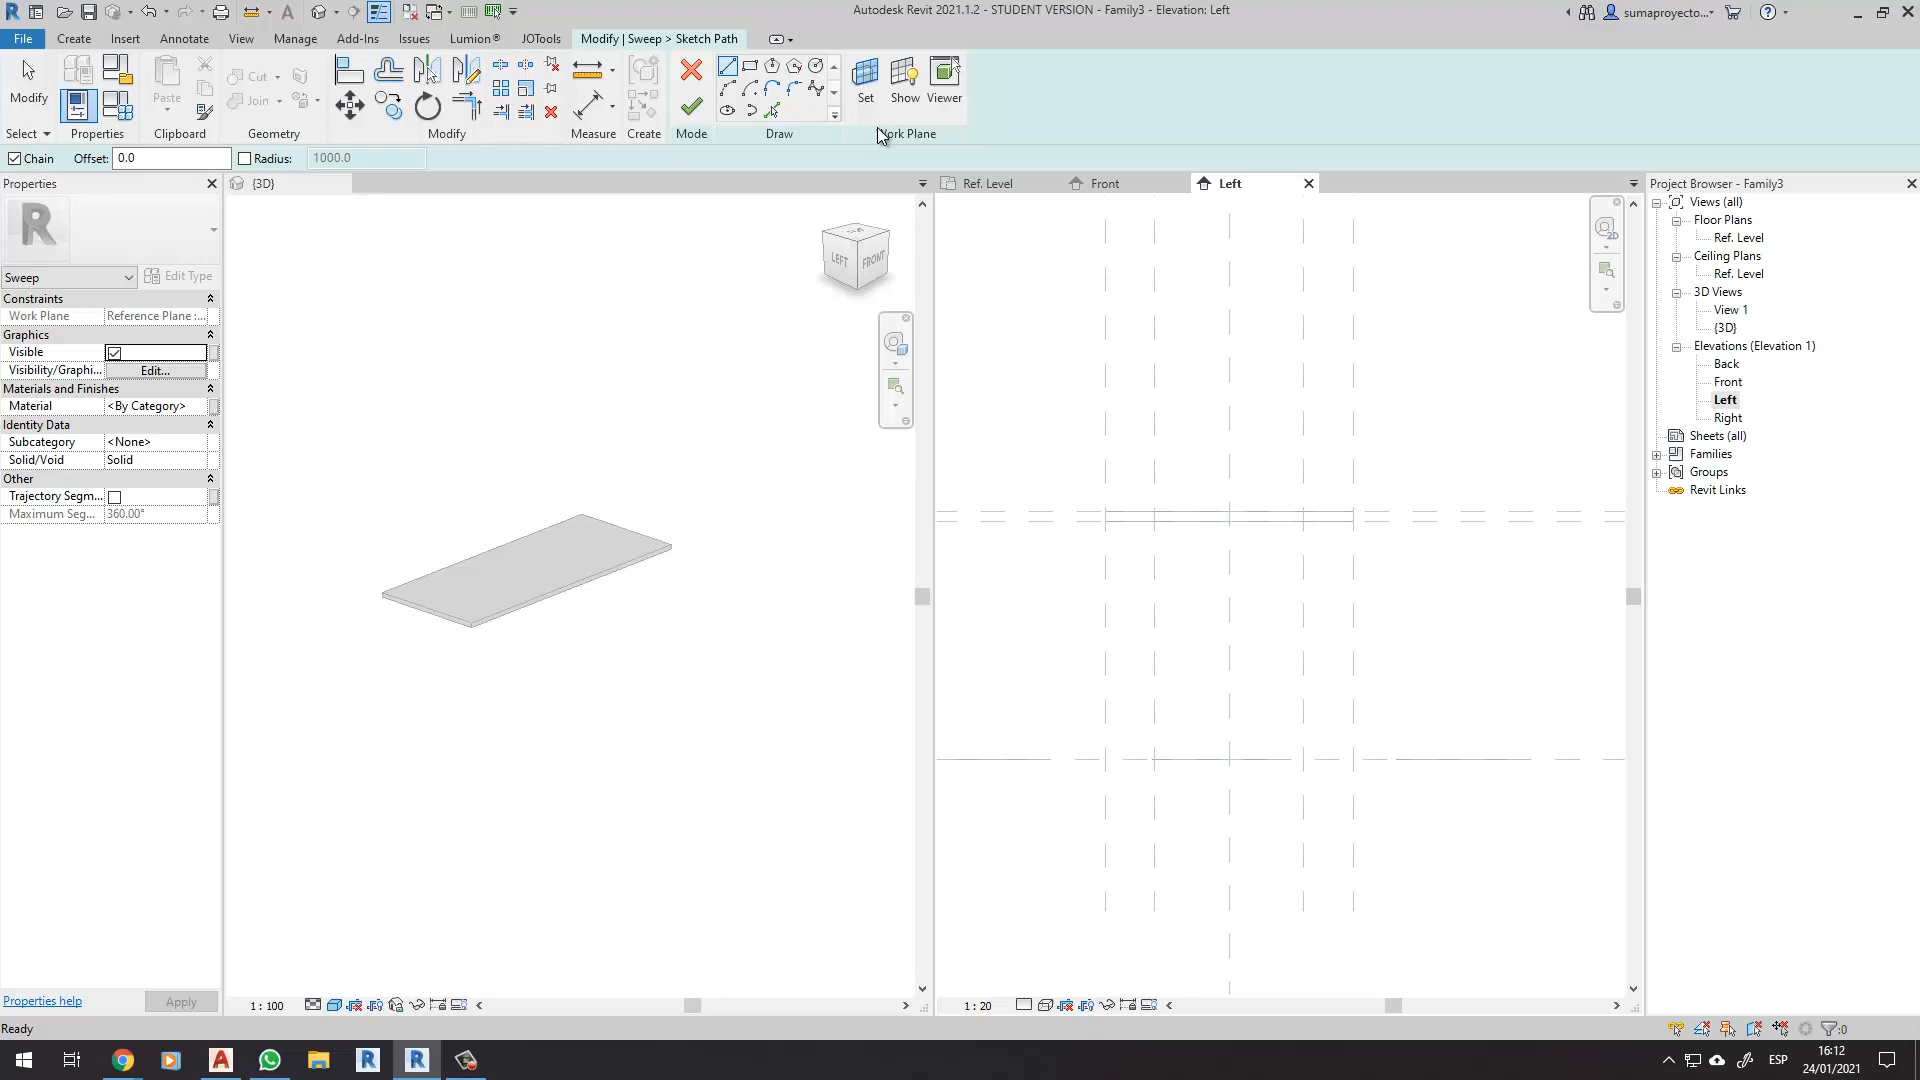 Autodesk Revit 2021.1.2 - STUDENT VERSION - Family3 - Elevation: Left
sumaproyecto...
File Create Insert Annotate View Manage Add-Ins Issues Lumion® JOTools Modify | Sweep > Sketch Path
Modify
Paste
Cut
Join
Set Show Viewer
Select Properties Clipboard Geometry Modify Measure Create Mode Draw Work Plane
Chain Offset: 0.0 Radius: 1000.0
Properties
{3D}
Ref. Level Front Left
Project Browser - Family3
R
LEFT FRONT
2D
Sweep Edit Type
Constraints
Work Plane Reference Plane :...
Graphics
Visible
Visibility/Graphi... Edit...
Materials and Finishes
Material <By Category>
Identity Data
Subcategory <None>
Solid/Void Solid
Other
Trajectory Segm...
Maximum Seg... 360.00°
Views (all)
Floor Plans
Ref. Level
Ceiling Plans
Ref. Level
3D Views
View 1
{3D}
Elevations (Elevation 1)
Back
Front
Left
Right
Sheets (all)
Families
Groups
Revit Links
Properties help Apply
1 : 100
1 : 20
Ready
:0
ESP
16:12
24/01/2021